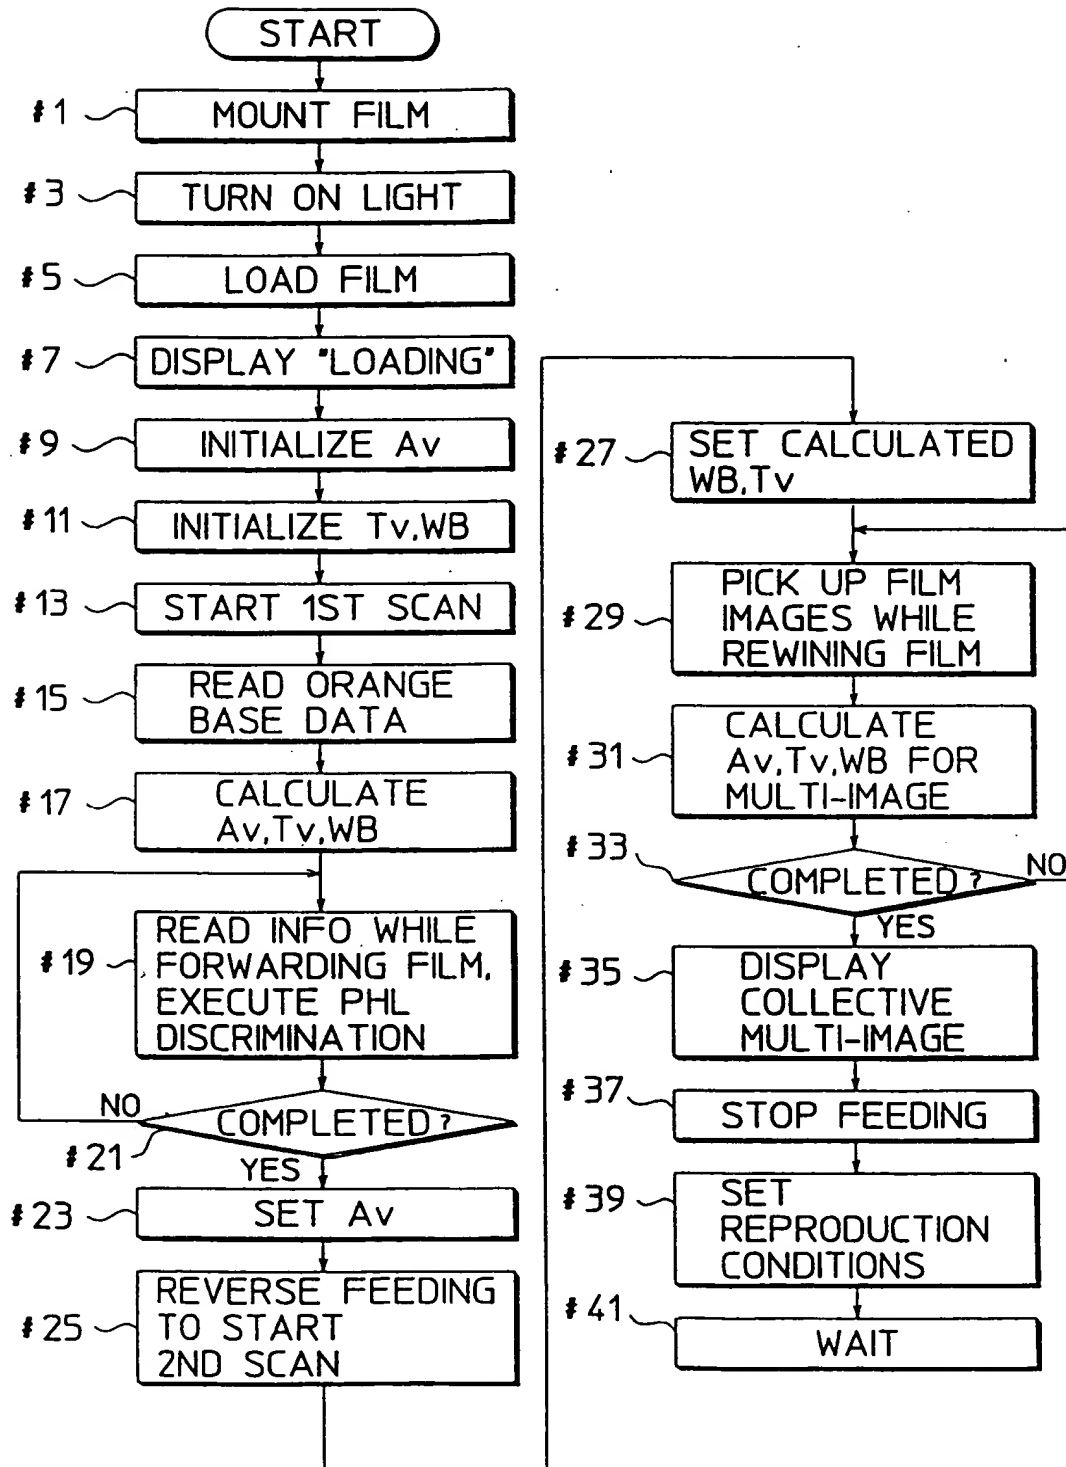 START
#1
MOUNT FILM
#3
TURN ON LIGHT
#5
LOAD FILM
#7
DISPLAY "LOADING"
#9
INITIALIZE Av
#11
INITIALIZE Tv,WB
#13
START 1ST SCAN
#15
READ ORANGE
BASE DATA
#17
CALCULATE
Av,Tv,WB
#19
READ INFO WHILE
FORWARDING FILM,
EXECUTE PHL
DISCRIMINATION
NO
COMPLETED?
#21
YES
#23
SET Av
#25
REVERSE FEEDING
TO START
2ND SCAN
#27
SET CALCULATED
WB,Tv
#29
PICK UP FILM
IMAGES WHILE
REWINING FILM
#31
CALCULATE
Av,Tv,WB FOR
MULTI-IMAGE
#33
COMPLETED?
NO
YES
#35
DISPLAY
COLLECTIVE
MULTI-IMAGE
#37
STOP FEEDING
#39
SET
REPRODUCTION
CONDITIONS
#41
WAIT